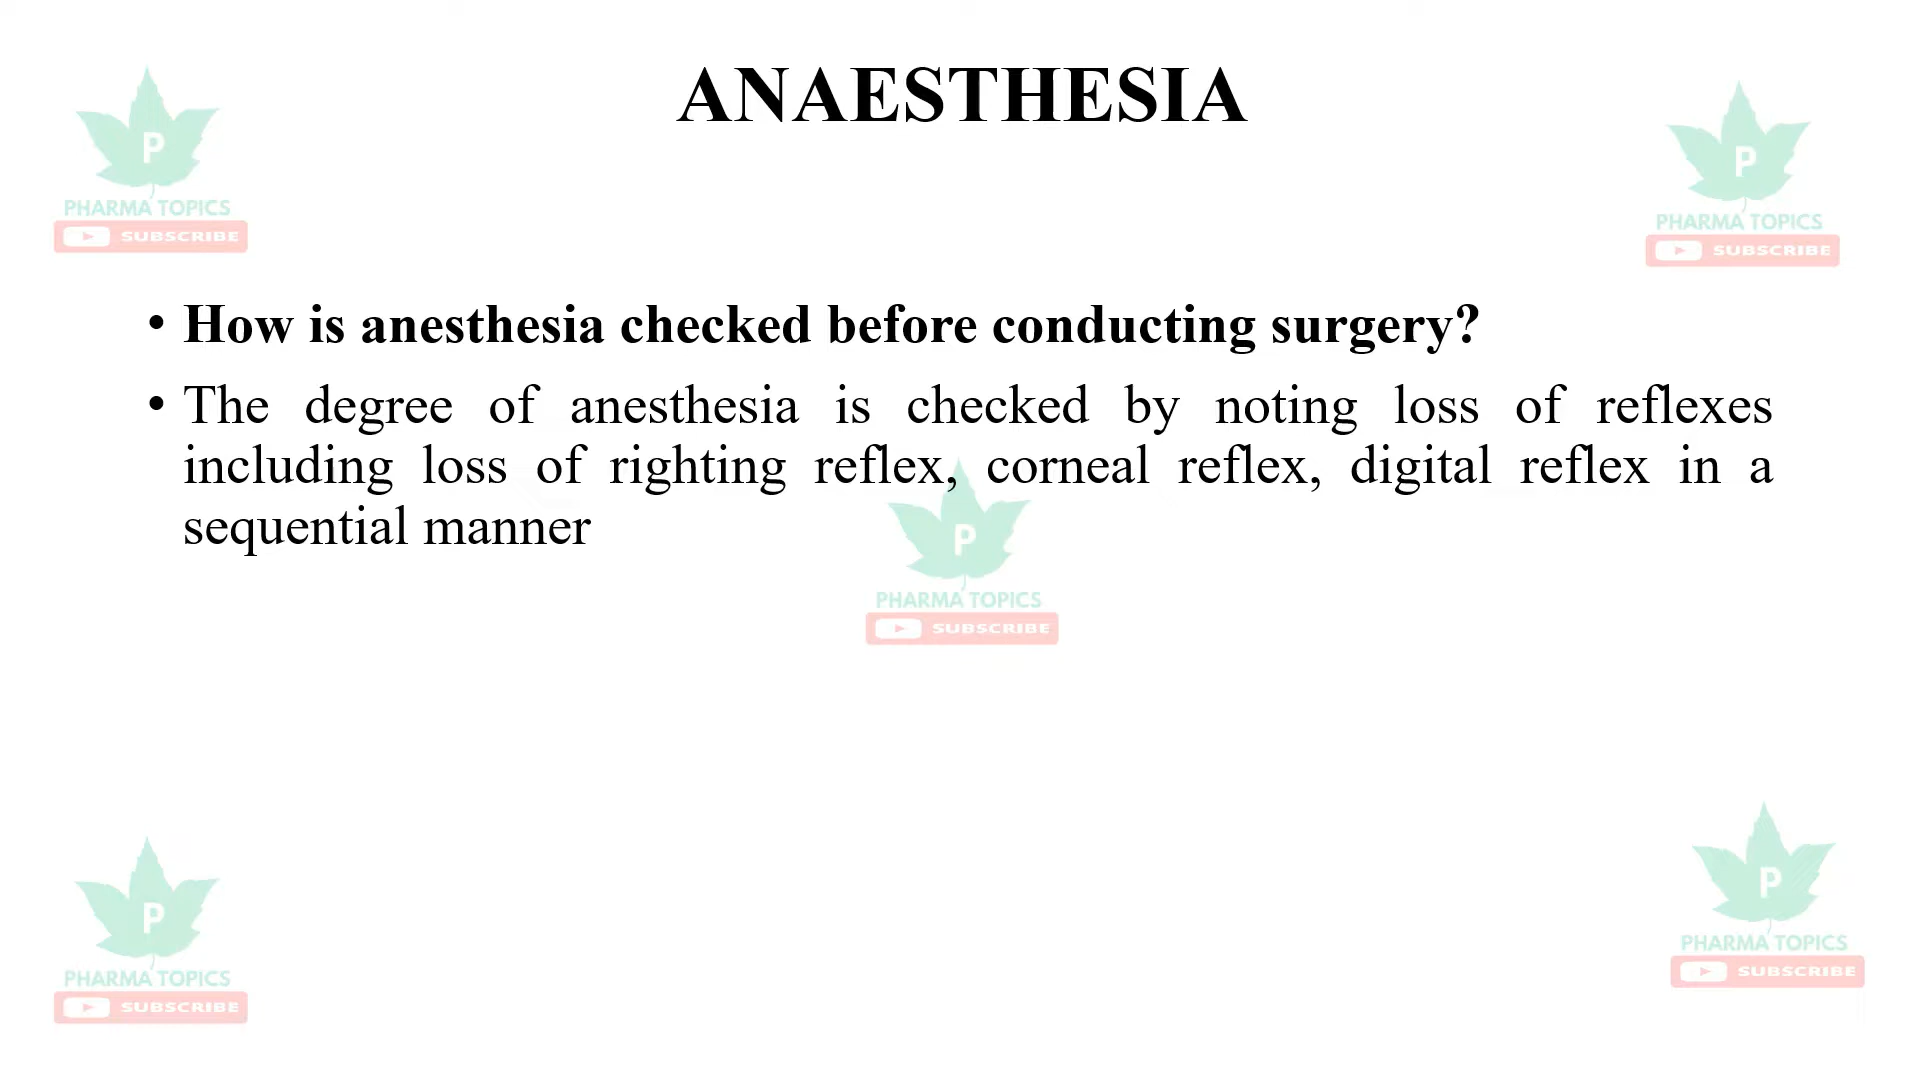 ANAESTHESIA
P
PHARMA TOPICS
SUBSCRIBE
P
PHARMA TOPICS
SUBSCRIBE
• How is anesthesia checked before conducting surgery?
• The degree of anesthesia is checked by noting loss of reflexes
including loss of righting reflex, corneal reflex, digital reflex in a
sequential manner
P
PHARMA TOPICS
SUBSCRIBE
P
PHARMA TOPICS
SUBSCRIBE
P
PHARMA TOPICS
SUBSCRIBE